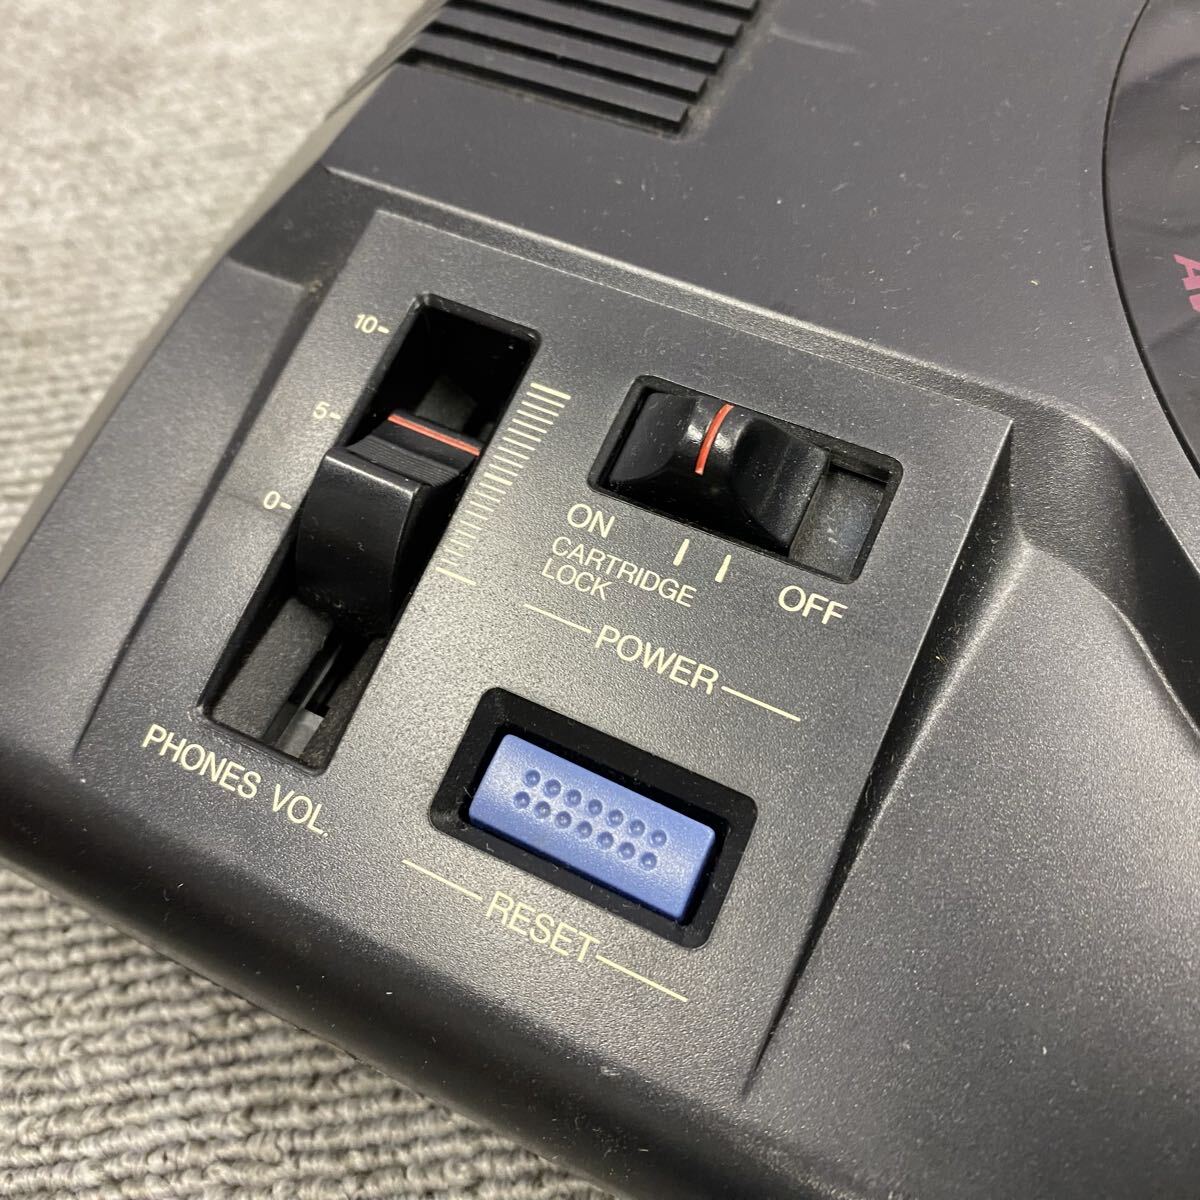 10-
5-
0-
PHONES VOL.
ON
CARTRIDGE
LOCK
OFF
POWER
RESET